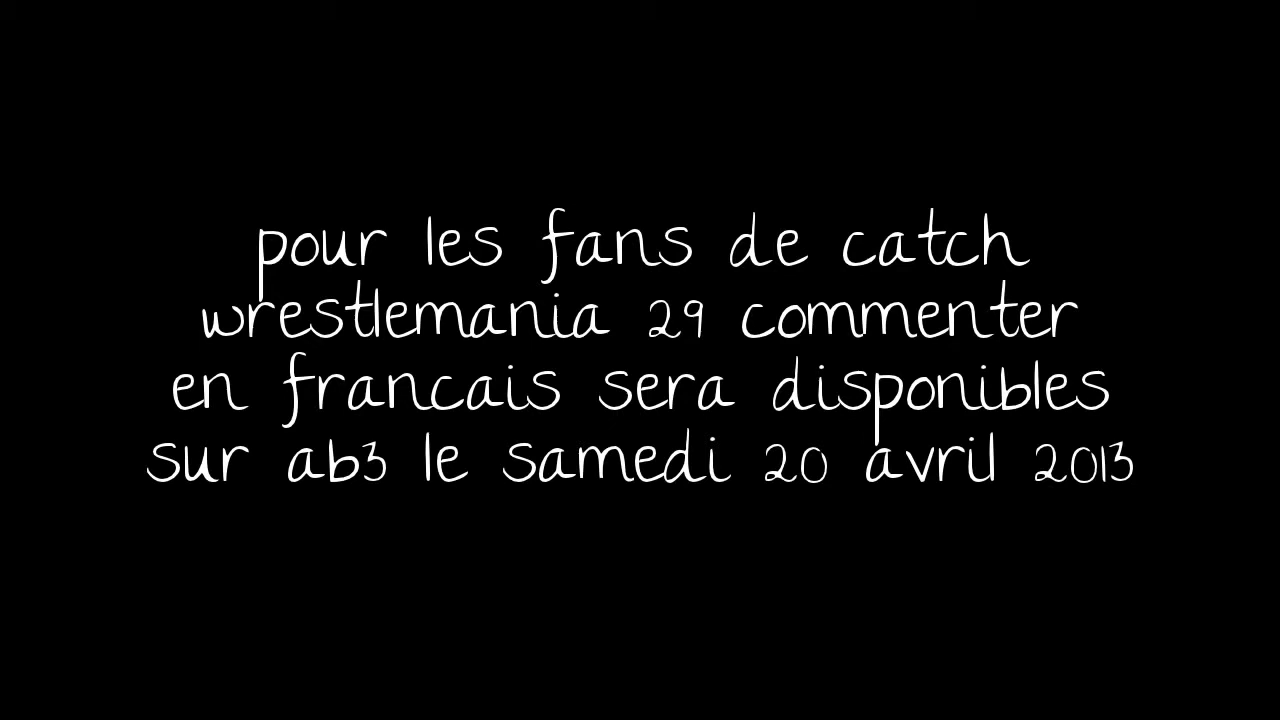 pour les fans de catch
wrestlemania 29 commenter
en francais sera disponibles
sur ab3 le samedi 20 avril 2013